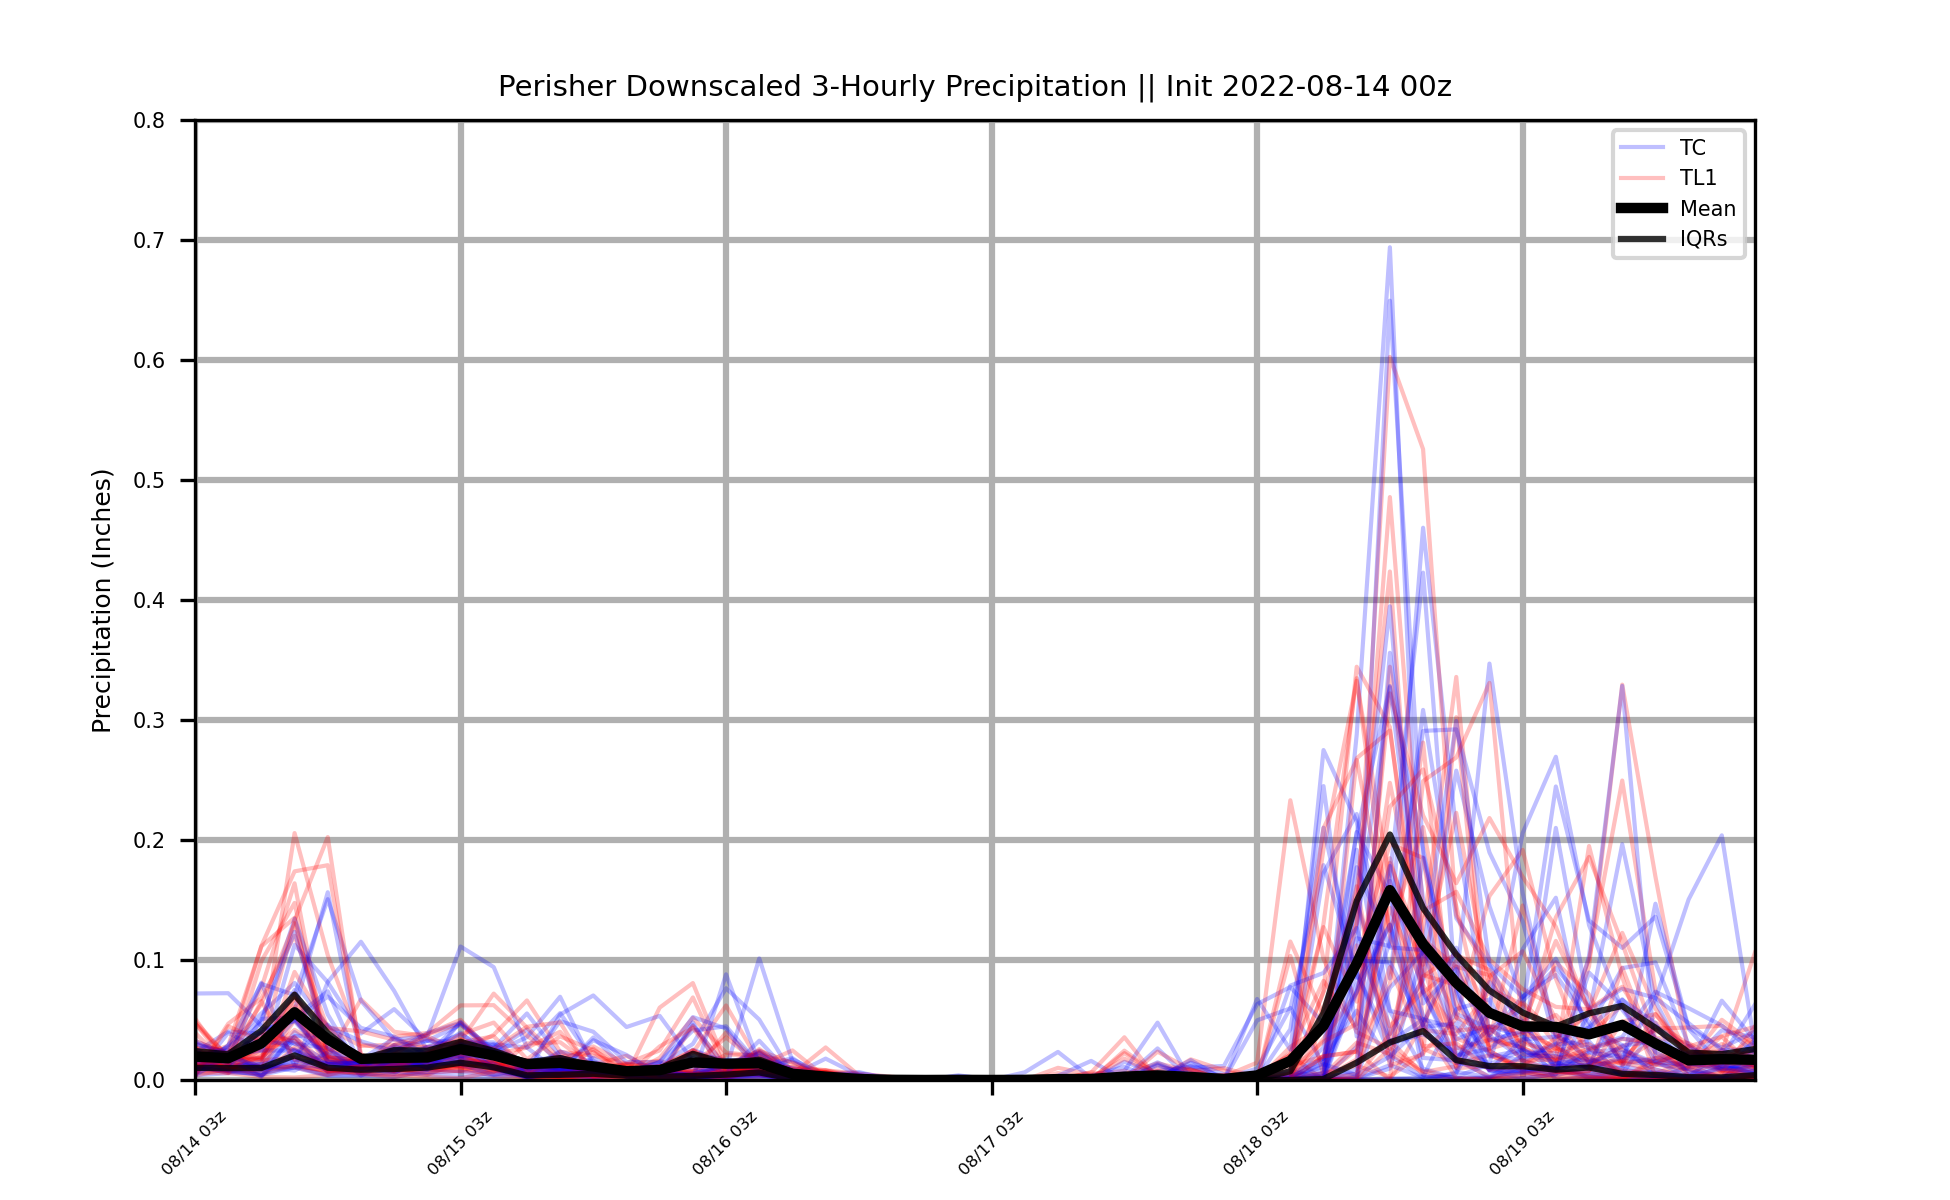 Perisher Downscaled 3-Hourly Precipitation || Init 2022-08-14 00z
Precipitation (Inches)
0.8
0.7
0.6
0.5
0.4
0.3
0.2
0.1
0.0
TC
TL1
Mean
IQRs
08/14 03z
08/15 03z
08/16 03z
08/17 03z
08/18 03z
08/19 03z